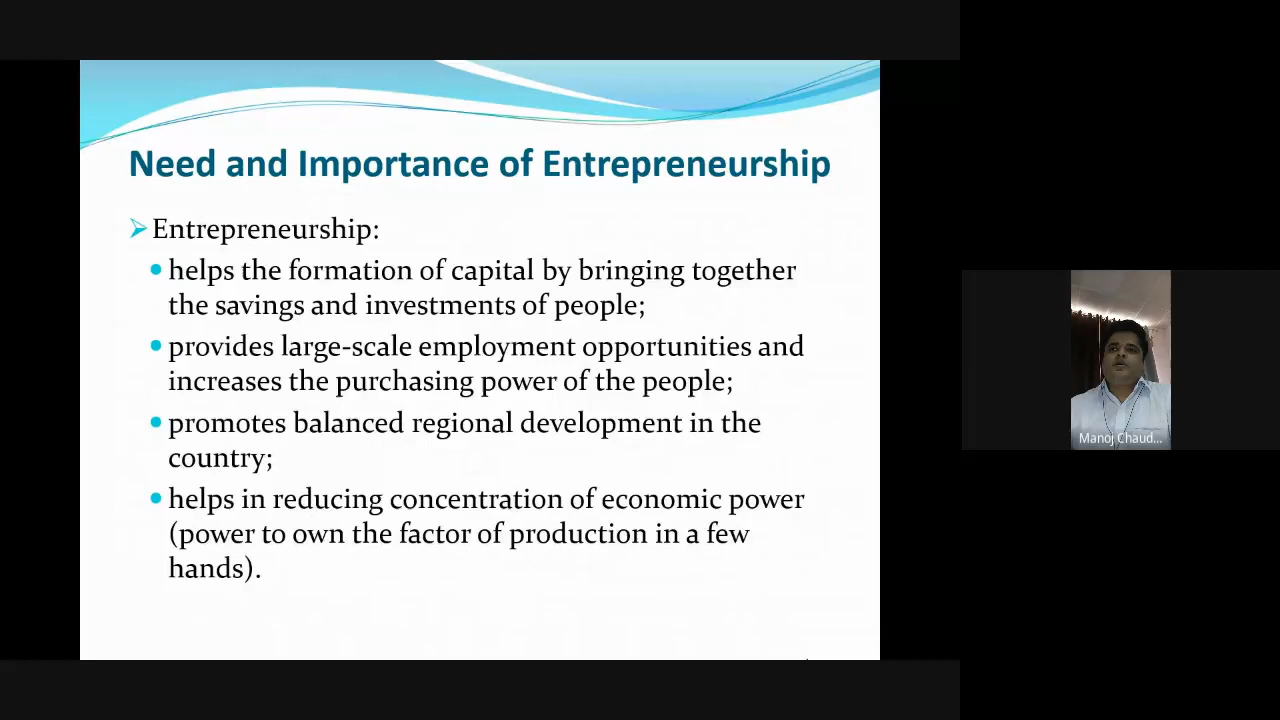 Need and Importance of Entrepreneurship
Entrepreneurship:
helps the formation of capital by bringing together
the savings and investments of people;
provides large-scale employment opportunities and
increases the purchasing power of the people;
promotes balanced regional development in the
country;
helps in reducing concentration of economic power
(power to own the factor of production in a few
hands).
Manoj Chaud...